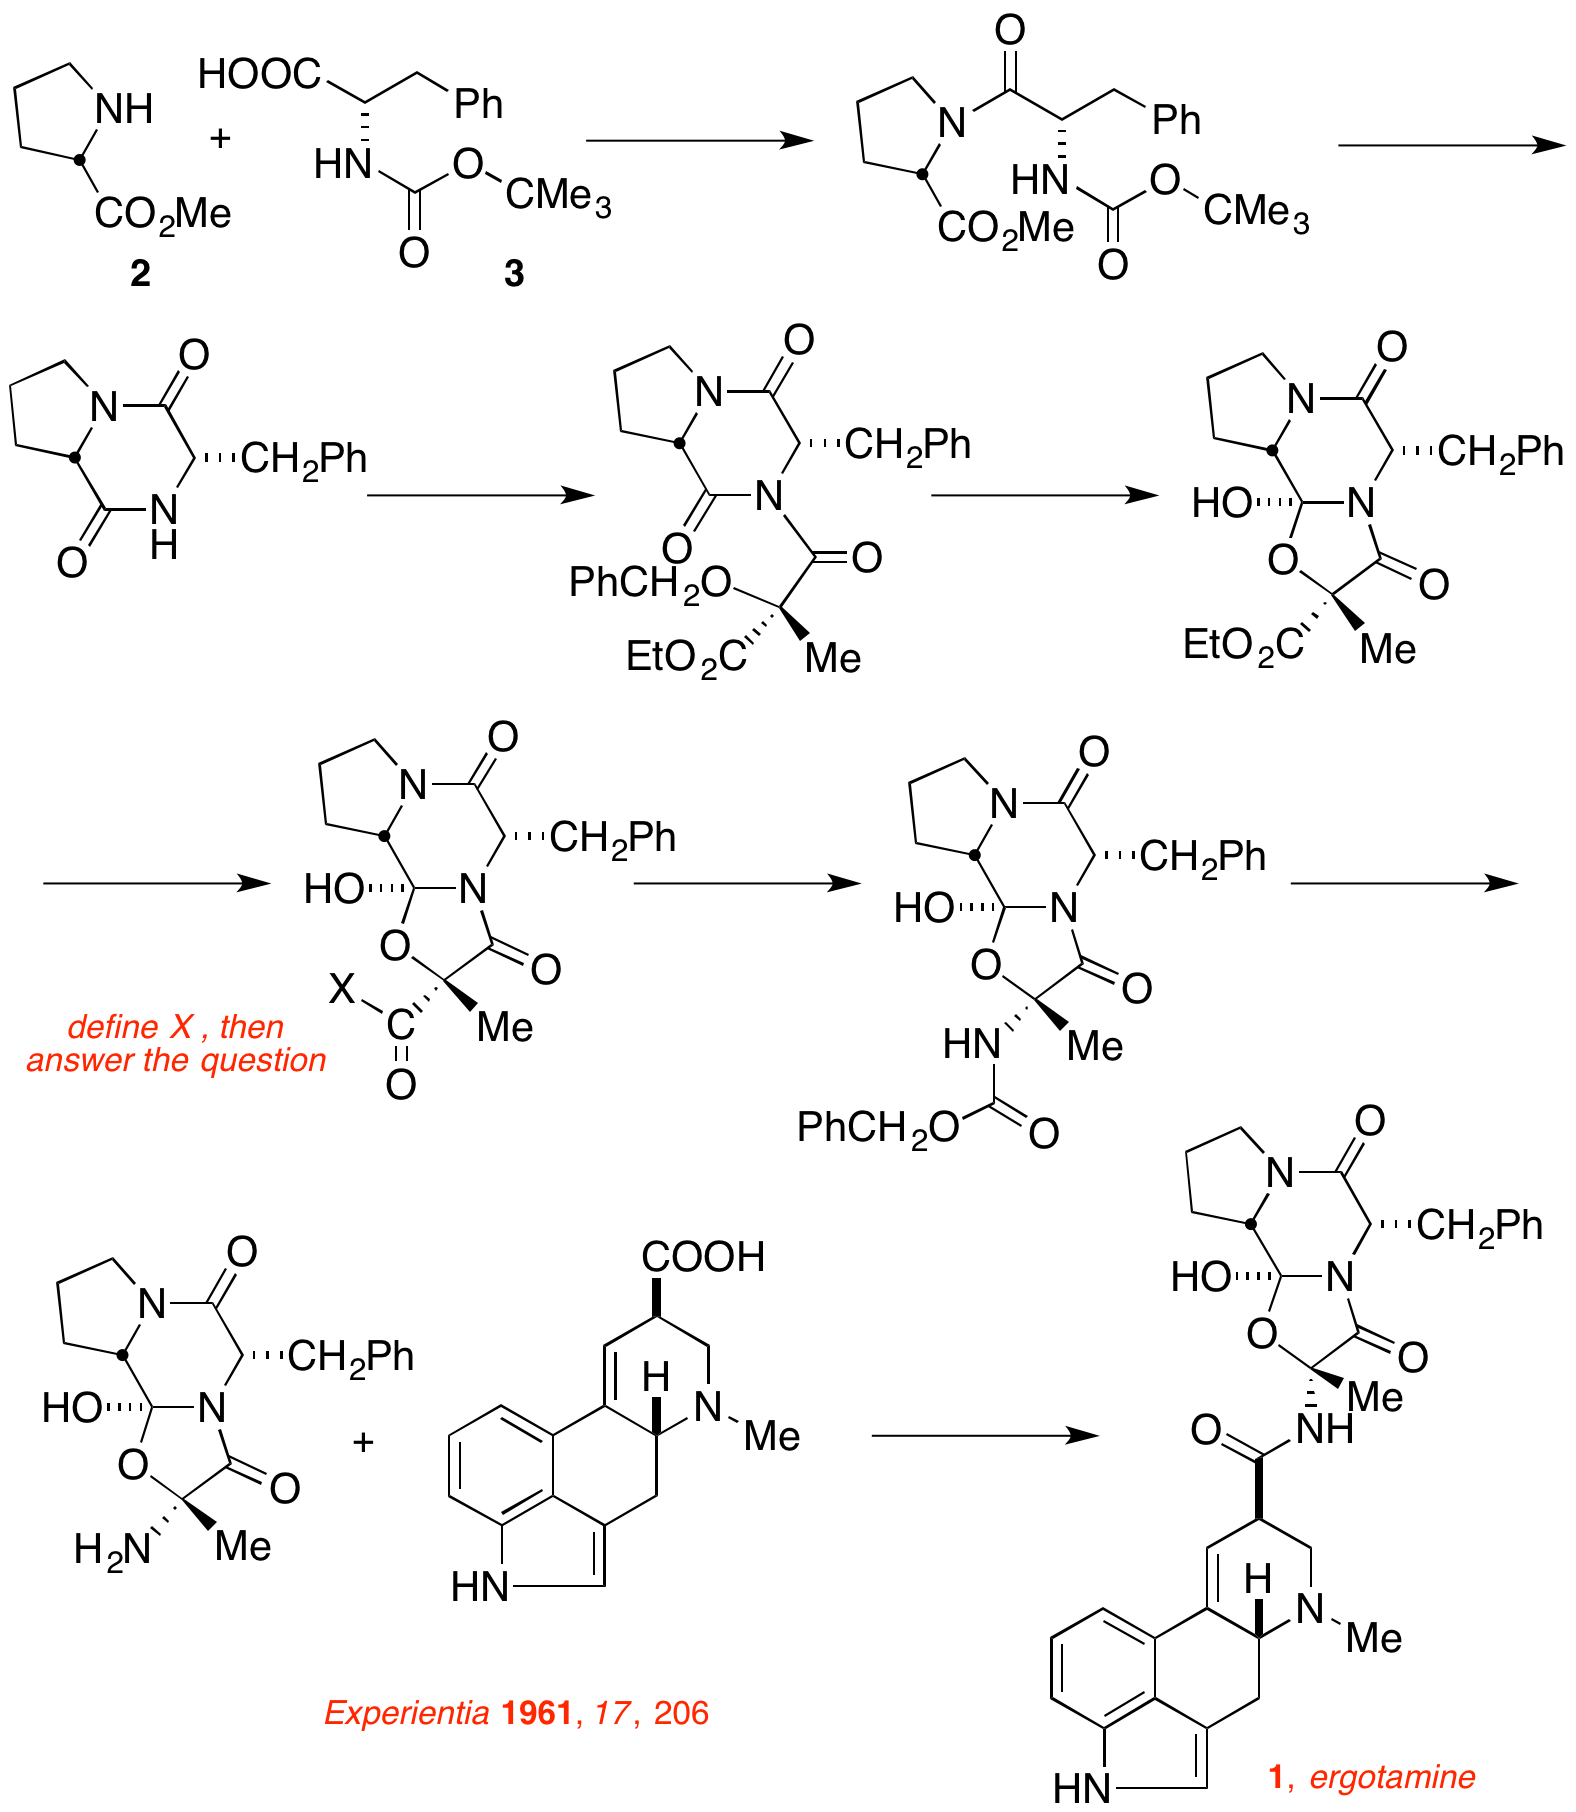 O
NH
HOOC
Ph
+
HN
O
CMe3
CO2Me
O
2
3
N
Ph
HN
O
CMe3
CO2Me
O
O
N
CH2Ph
N
H
O
O
N
CH2Ph
N
O
O
PhCH2O
EtO2C
Me
O
N
CH2Ph
HO
N
O
O
EtO2C
Me
O
N
CH2Ph
HO
N
O
O
X
C
Me
O
define X , then
answer the question
O
N
CH2Ph
HO
N
O
O
HN
Me
PhCH2O
O
O
N
CH2Ph
HO
N
O
O
H2N
Me
+
COOH
H
N
Me
HN
O
N
CH2Ph
HO
N
O
O
Me
O
NH
H
N
Me
HN
Experientia 1961, 17, 206
1, ergotamine